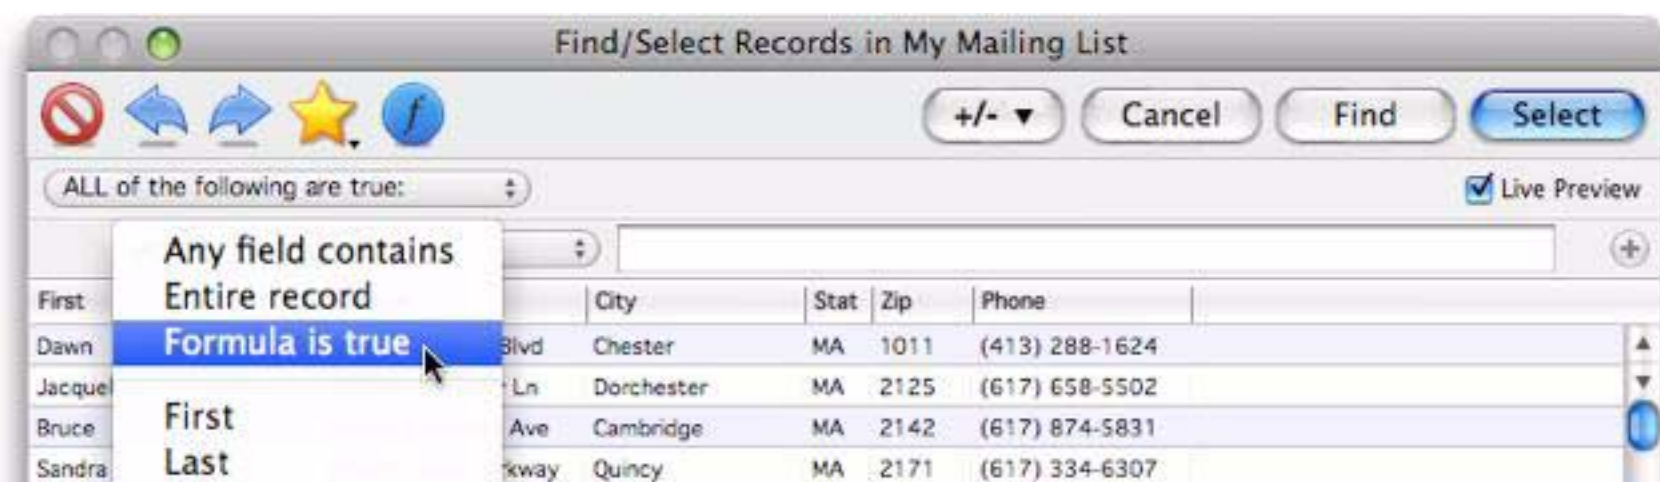 Find/Select Records in My Mailing List
f +/- ▼ Cancel Find Select
ALL of the following are true: Live Preview
Any field contains
Entire record
Formula is true
First
Last
First City Stat Zip Phone
Dawn Blvd Chester MA 1011 (413) 288-1624
Jacquel Ln Dorchester MA 2125 (617) 658-5502
Bruce Ave Cambridge MA 2142 (617) 874-5831
Sandra kway Quincy MA 2171 (617) 334-6307